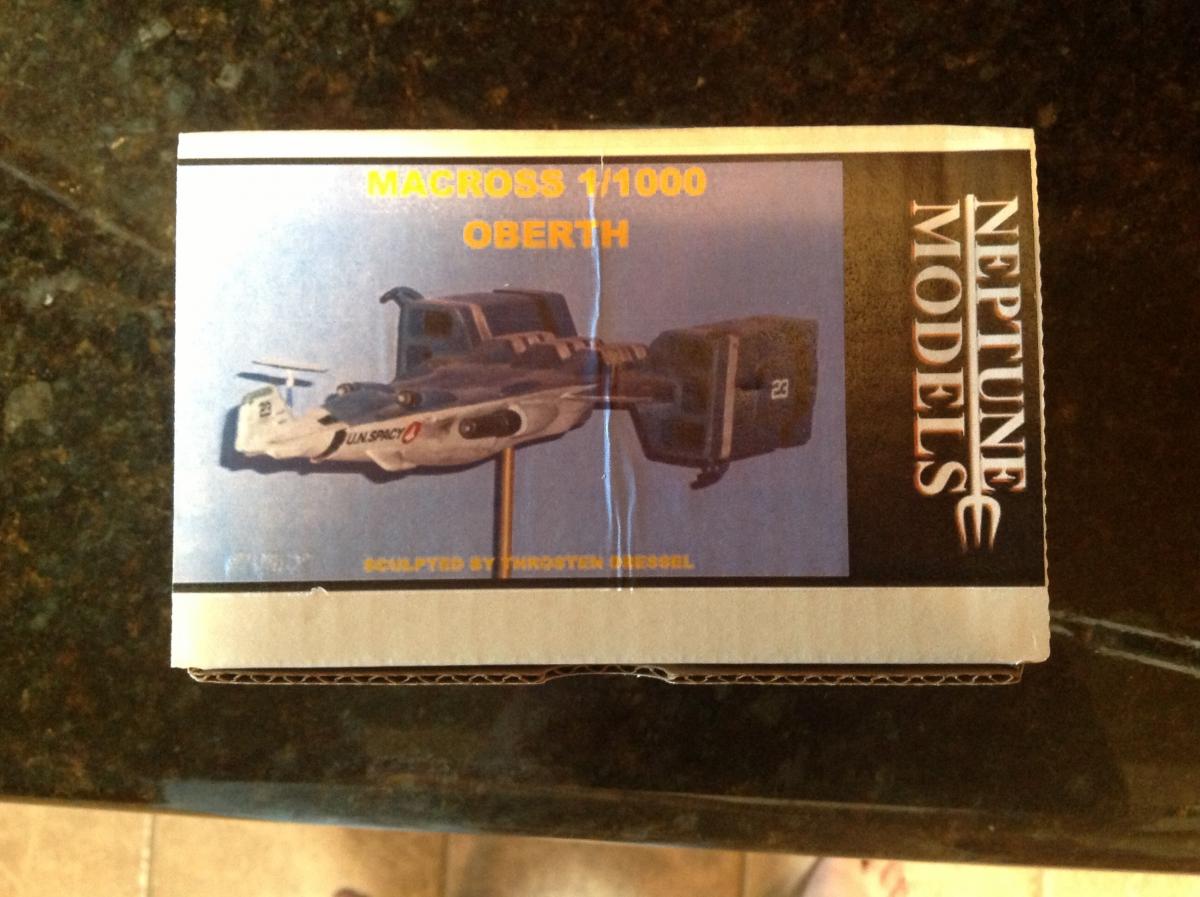 MACROSS 1/1000
OBERTH
23
U.N.SPACY
23
SCULPTED BY THROSTEN DRESSEL
NEPTUNE
MODELS